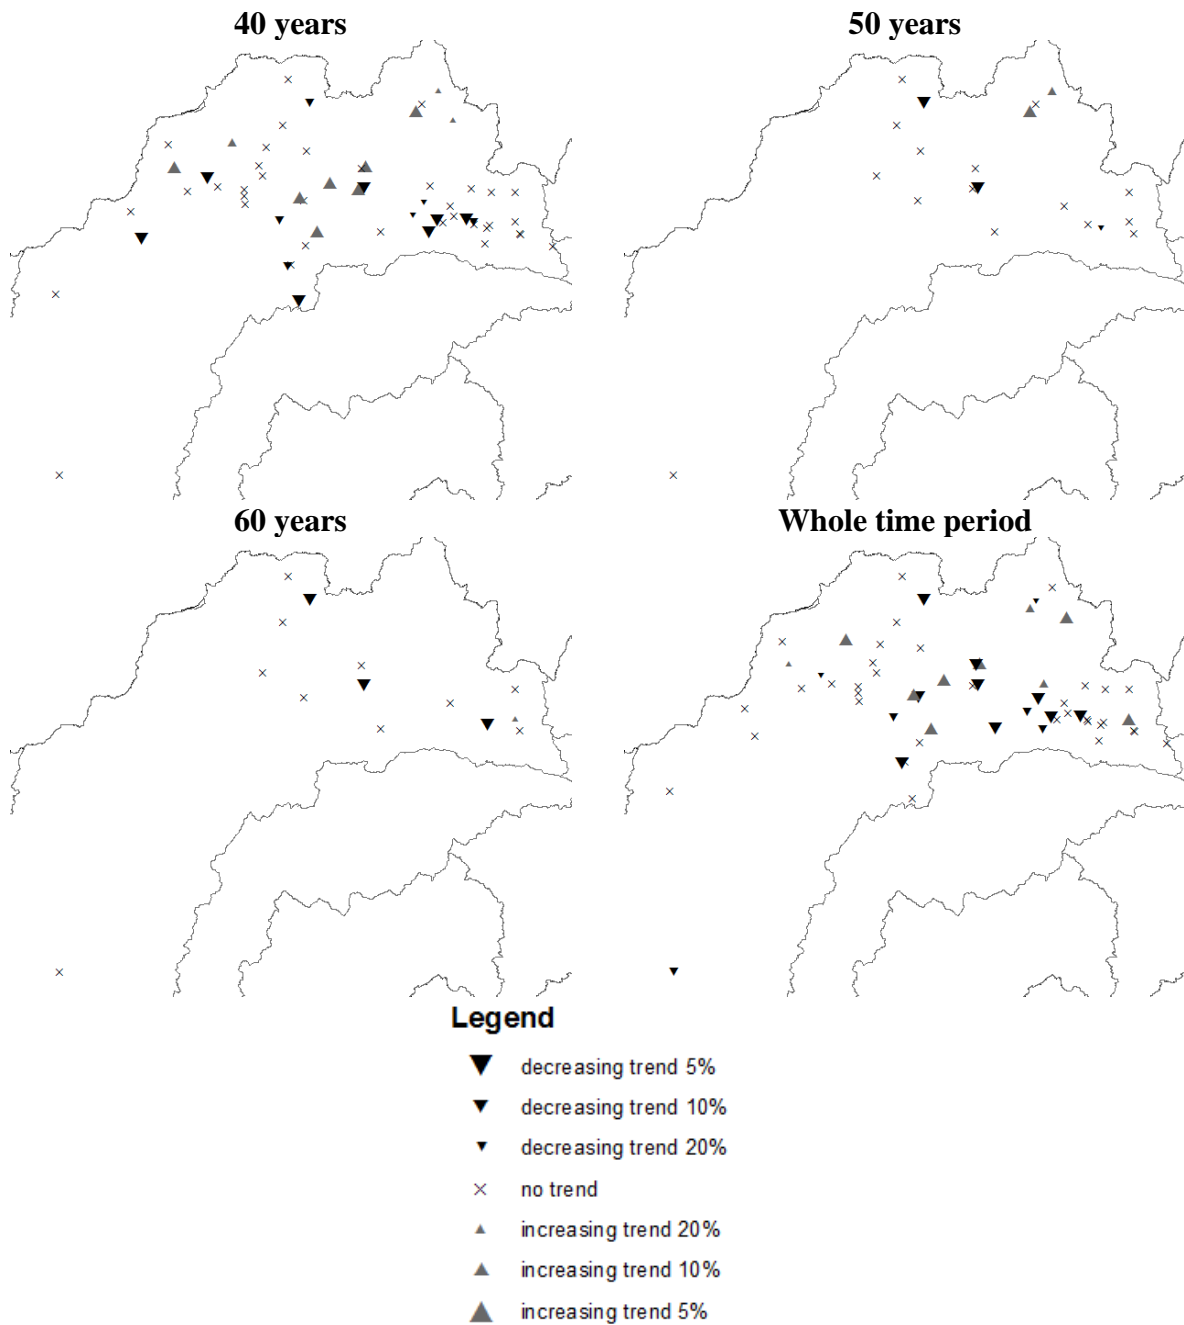 40 years
50 years
60 years
Whole time period
Legend
decreasing trend 5%
decreasing trend 10%
decreasing trend 20%
no trend
increasing trend 20%
increasing trend 10%
increasing trend 5%